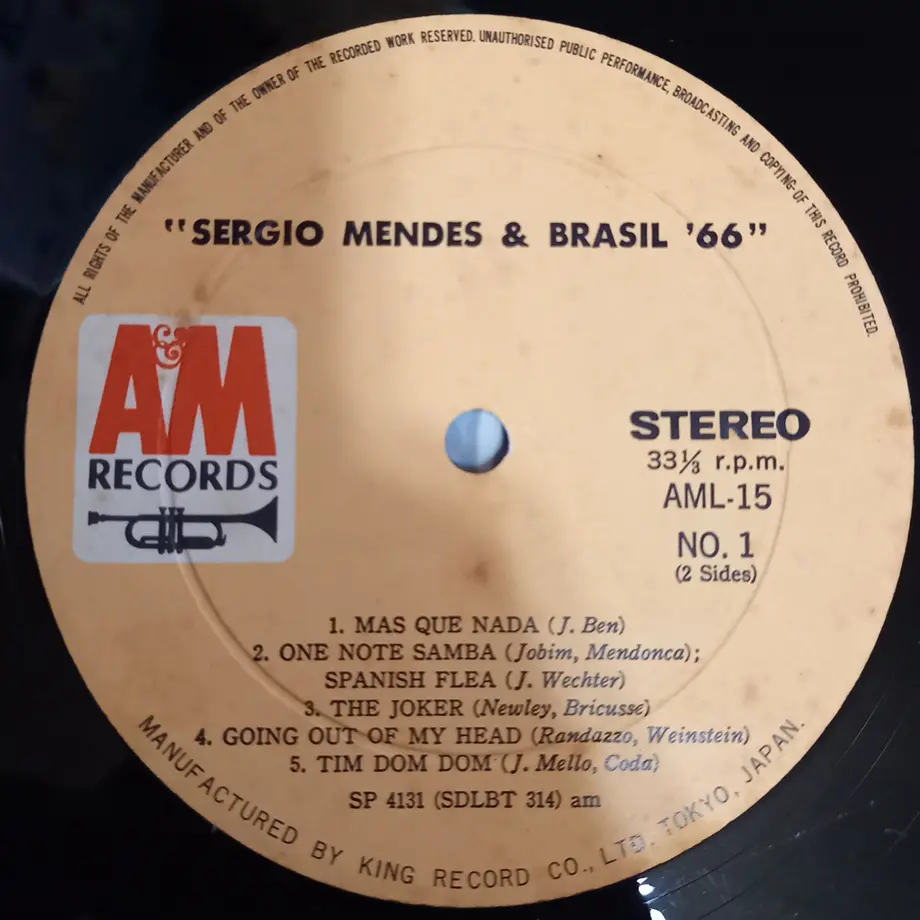 ALL RIGHTS OF THE MANUFACTURER AND OF THE OWNER OF THE RECORDED WORK RESERVED. UNAUTHORISED PUBLIC PERFORMANCE, BROADCASTING AND COPYING OF THIS RECORD PROHIBITED.
"SERGIO MENDES & BRASIL '66"
A&M
RECORDS
STEREO
33⅓ r.p.m.
AML-15
NO. 1
(2 Sides)
1. MAS QUE NADA (J. Ben)
2. ONE NOTE SAMBA (Jobim, Mendonca);
SPANISH FLEA (J. Wechter)
3. THE JOKER (Newley, Bricusse)
4. GOING OUT OF MY HEAD (Randazzo, Weinstein)
5. TIM DOM DOM (J. Mello, Coda)
SP 4131 (SDLBT 314) am
MANUFACTURED BY KING RECORD CO., LTD. TOKYO, JAPAN.